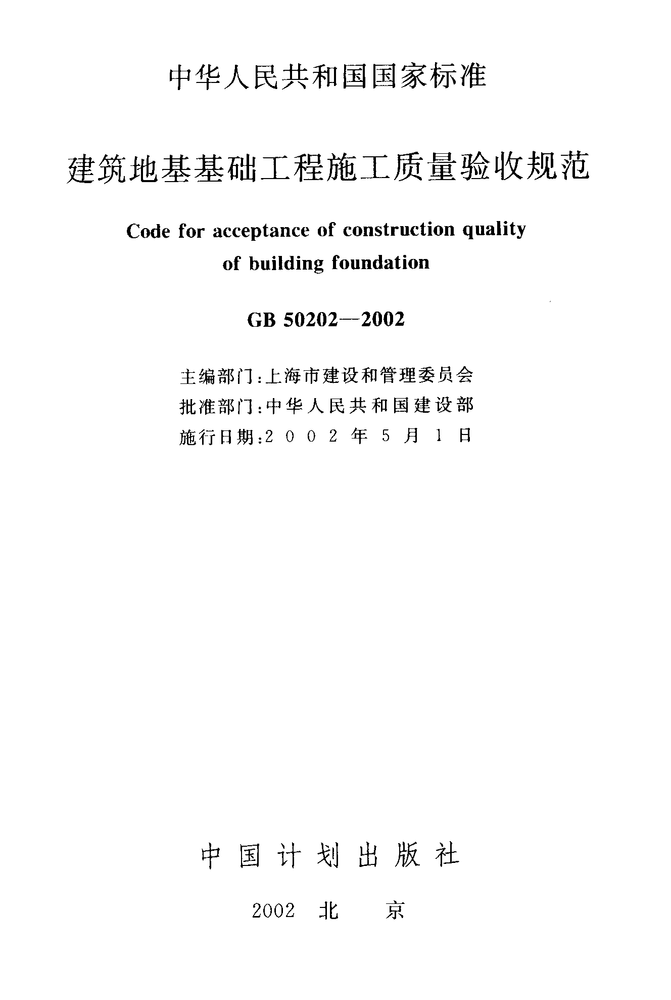 中华人民共和国国家标准
建筑地基基础工程施工质量验收规范
Code for acceptance of construction quality
of building foundation
GB 50202—2002
主编部门:上海市建设和管理委员会
批准部门:中华人民共和国建设部
施行日期:2002年5月1日
中国计划出版社
2002 北 京